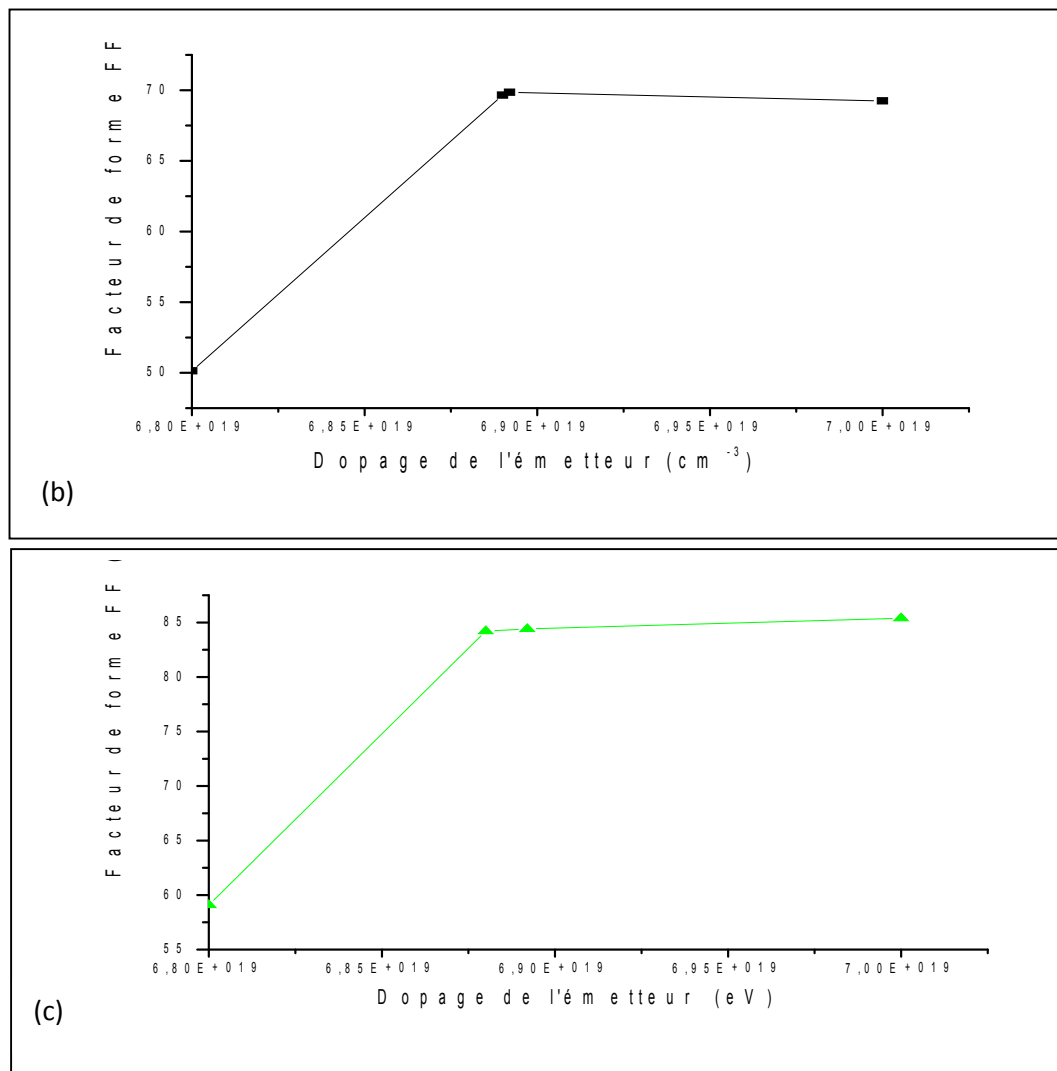 Facteur de forme FF
70
65
60
55
50
6,80E+019 6,85E+019 6,90E+019 6,95E+019 7,00E+019
Dopage de l'émetteur (cm⁻³)
(b)
Facteur de forme FF (
85
80
75
70
65
60
55
6,80E+019 6,85E+019 6,90E+019 6,95E+019 7,00E+019
Dopage de l'émetteur (eV)
(c)